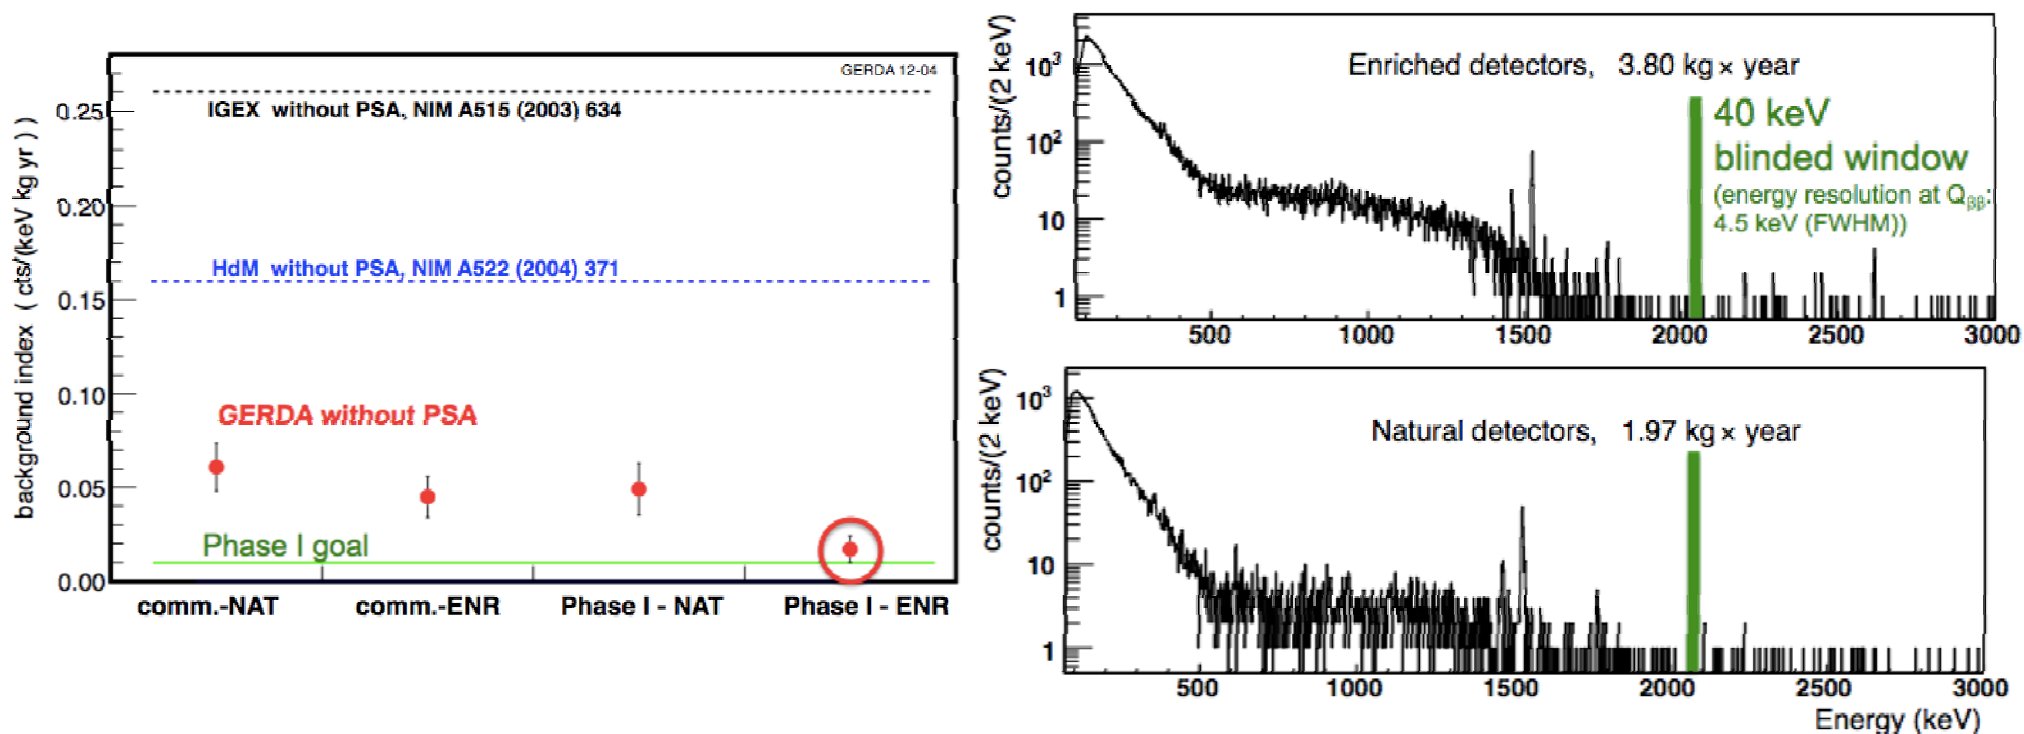 GERDA 12-04
background index ( cts/(keV kg yr ) )
0.25
0.20
0.15
0.10
0.05
0.00
IGEX without PSA, NIM A515 (2003) 634
HdM without PSA, NIM A522 (2004) 371
GERDA without PSA
Phase I goal
comm.-NAT comm.-ENR Phase I - NAT Phase I - ENR
counts/(2 keV)
10³
10²
10
1
Enriched detectors, 3.80 kg × year
40 keV
blinded window
(energy resolution at Qββ:
4.5 keV (FWHM))
500 1000 1500 2000 2500 3000
counts/(2 keV)
10³
10²
10
1
Natural detectors, 1.97 kg × year
500 1000 1500 2000 2500 3000
Energy (keV)